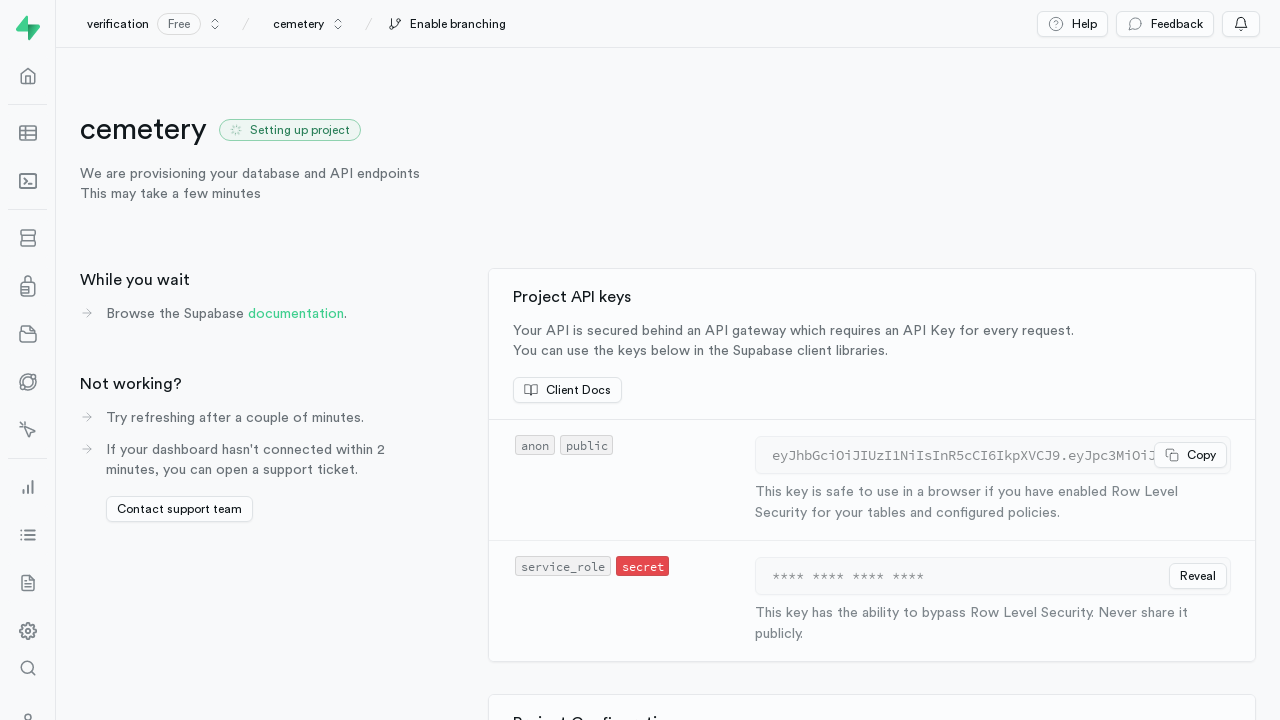 verification Free / cemetery / Enable branching
Help Feedback
cemetery Setting up project
We are provisioning your database and API endpoints
This may take a few minutes
While you wait
Browse the Supabase documentation.
Not working?
Try refreshing after a couple of minutes.
If your dashboard hasn't connected within 2
minutes, you can open a support ticket.
Contact support team
Project API keys
Your API is secured behind an API gateway which requires an API Key for every request.
You can use the keys below in the Supabase client libraries.
Client Docs
anon public
eyJhbGciOiJIUzI1NiIsInR5cCI6IkpXVCJ9.eyJpc3MiOiJ Copy
This key is safe to use in a browser if you have enabled Row Level
Security for your tables and configured policies.
service_role secret
**** **** **** **** Reveal
This key has the ability to bypass Row Level Security. Never share it
publicly.